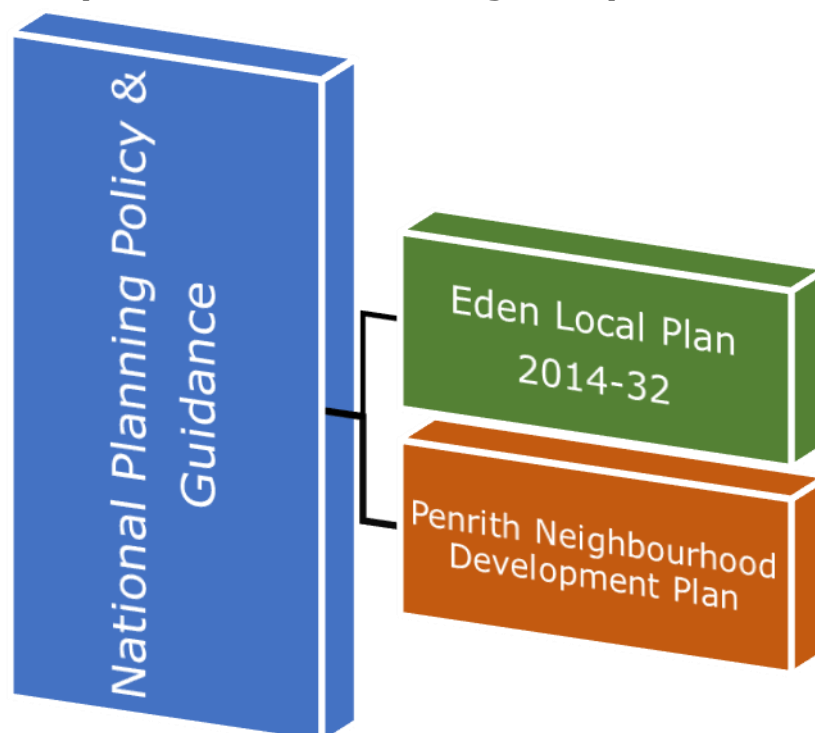 National Planning Policy &
Guidance
Eden Local Plan
2014-32
Penrith Neighbourhood
Development Plan